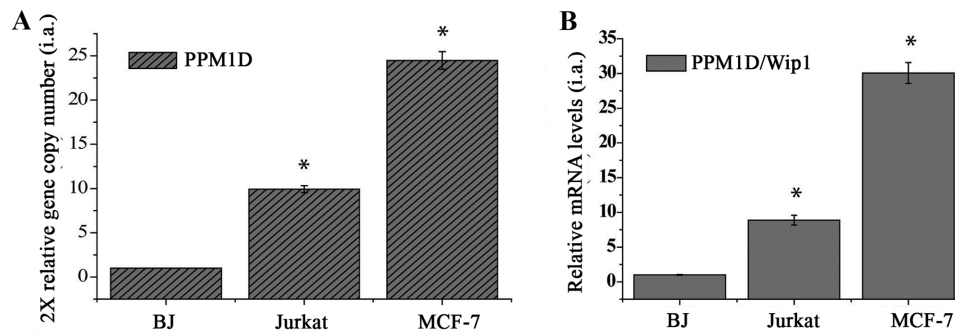 A
2X relative gene copy number (i.a.)
25
20
15
10
5
0
PPM1D
*
*
BJ
Jurkat
MCF-7
B
Relative mRNA levels (i.a.)
35
30
25
20
15
10
5
0
PPM1D/Wip1
*
*
BJ
Jurkat
MCF-7